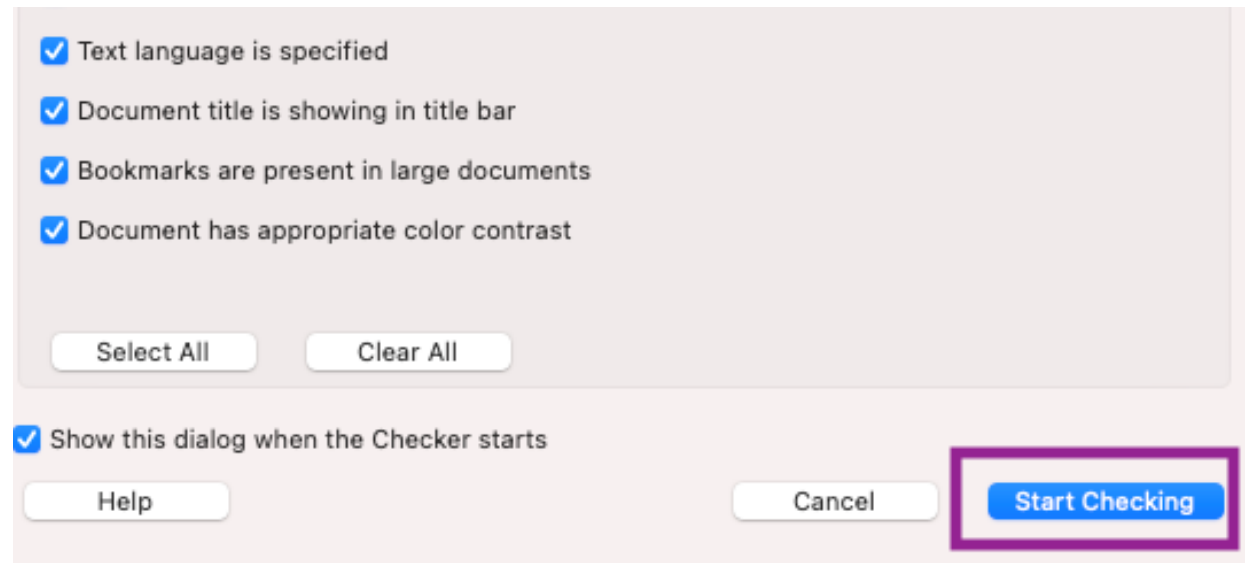 Text language is specified
Document title is showing in title bar
Bookmarks are present in large documents
Document has appropriate color contrast
Select All Clear All
Show this dialog when the Checker starts
Help Cancel Start Checking